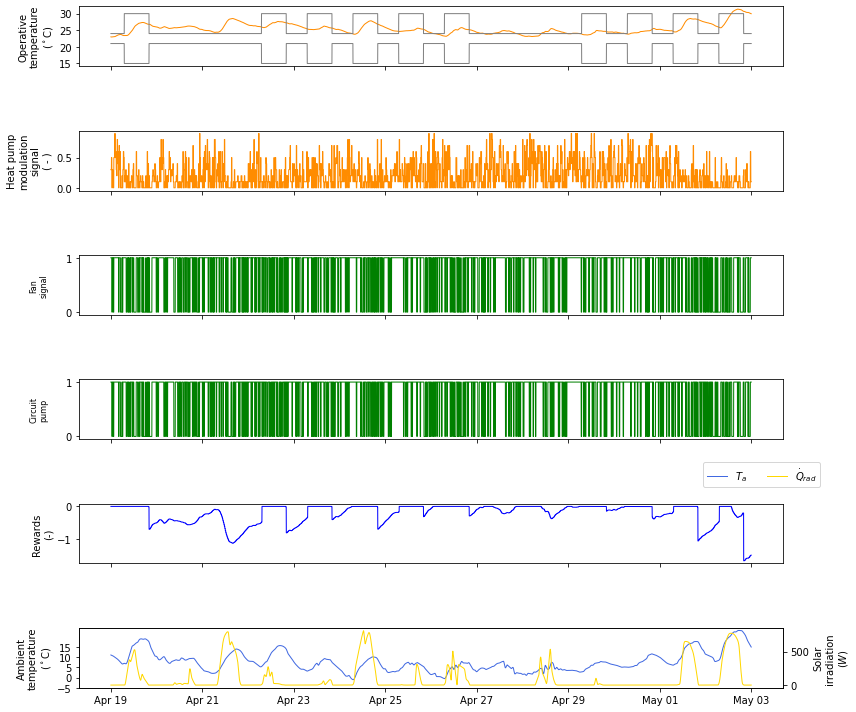 Operative
temperature
(°C)
30
25
20
15
Heat pump
modulation
signal
( - )
0.5
0.0
Fan
signal
1
0
Circuit
pump
1
0
T_a
Q̇_rad
Rewards
(-)
0
−1
Ambient
temperature
(°C)
15
10
5
0
−5
500
0
Solar
irradiation
(W)
Apr 19 Apr 21 Apr 23 Apr 25 Apr 27 Apr 29 May 01 May 03